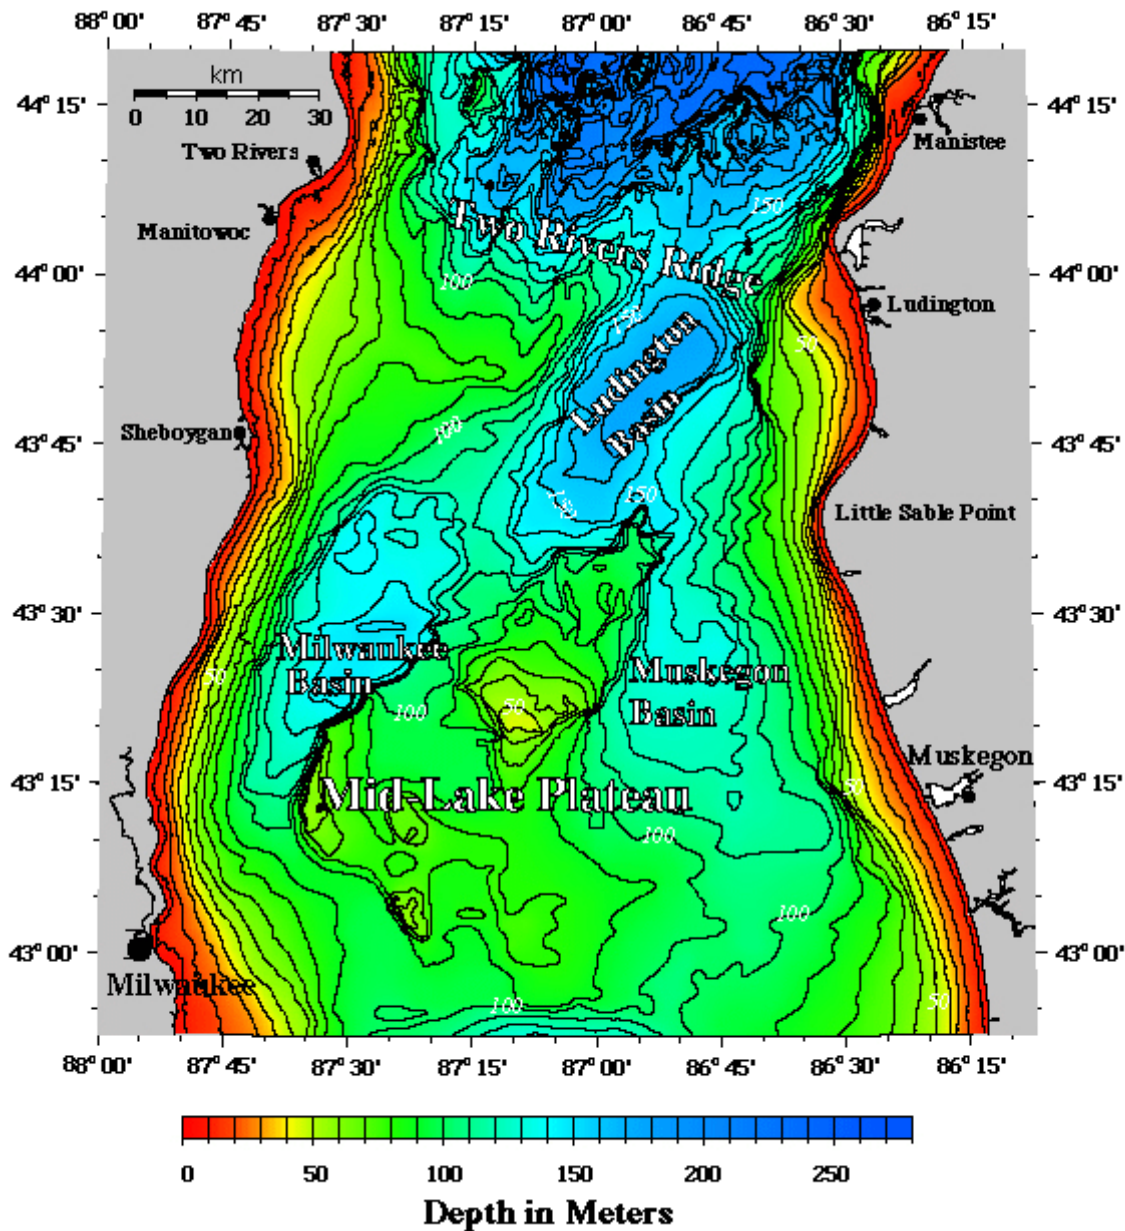 88° 00' 87° 45' 87° 30' 87° 15' 87° 00' 86° 45' 86° 30' 86° 15'
km
0 10 20 30
44° 15' 44° 15'
Manistee
Two Rivers
150
Manitowoc
Two Rivers Ridge
44° 00' 44° 00'
100
Ludington
150
50
Ludington
Basin
Sheboygan
100
43° 45' 43° 45'
150
150
Little Sable Point
43° 30' 43° 30'
Milwaukee
Basin
Muskegon
Basin
50
100
50
Muskegon
43° 15' 43° 15'
Mid-Lake Plateau
50
100
100
43° 00' 43° 00'
Milwaukee
100
50
88° 00' 87° 45' 87° 30' 87° 15' 87° 00' 86° 45' 86° 30' 86° 15'
0 50 100 150 200 250
Depth in Meters